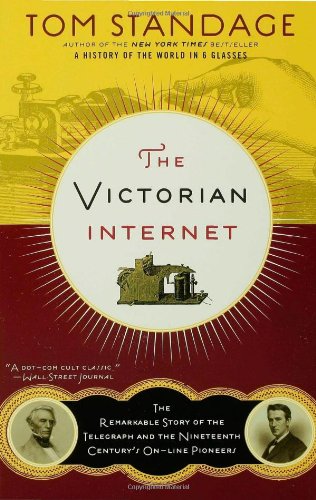 TOM STANDAGE
AUTHOR OF THE NEW YORK TIMES BESTSELLER
A HISTORY OF THE WORLD IN 6 GLASSES
THE
VICTORIAN
INTERNET
"A DOT-COM CULT CLASSIC."
—WALL STREET JOURNAL
THE
REMARKABLE STORY OF THE
TELEGRAPH AND THE NINETEENTH
CENTURY'S ON-LINE PIONEERS